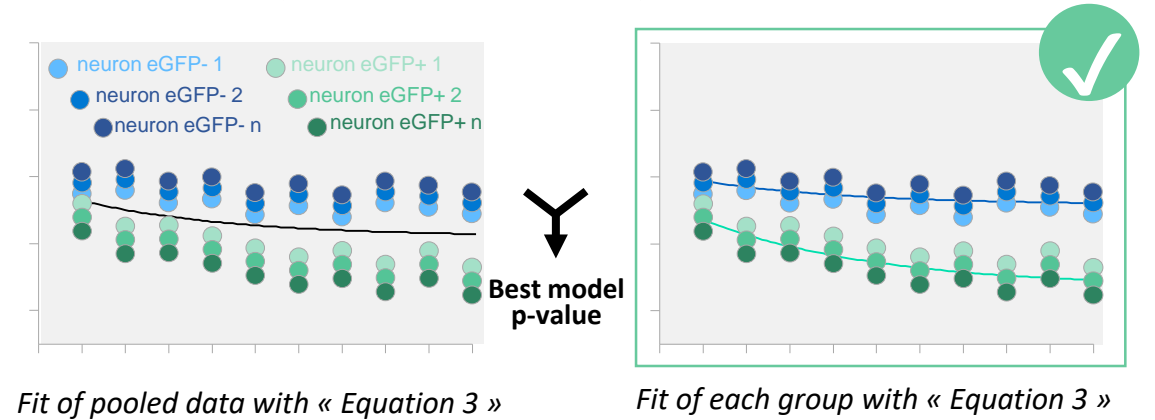 neuron eGFP- 1
neuron eGFP+ 1
neuron eGFP- 2
neuron eGFP+ 2
neuron eGFP- n
neuron eGFP+ n
Best model
p-value
Fit of pooled data with « Equation 3 »
Fit of each group with « Equation 3 »